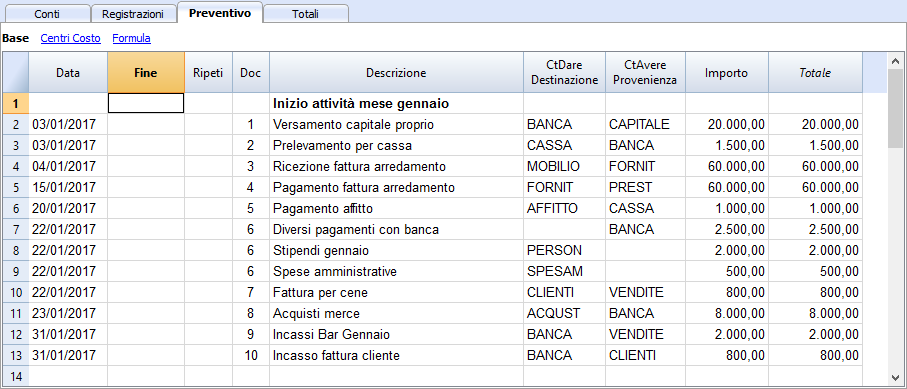 Conti Registrazioni Preventivo Totali
Base Centri Costo Formula
Data Fine Ripeti Doc Descrizione CtDare Destinazione CtAvere Provenienza Importo Totale
1 Inizio attività mese gennaio
2 03/01/2017 1 Versamento capitale proprio BANCA CAPITALE 20.000,00 20.000,00
3 03/01/2017 2 Prelevamento per cassa CASSA BANCA 1.500,00 1.500,00
4 04/01/2017 3 Ricezione fattura arredamento MOBILIO FORNIT 60.000,00 60.000,00
5 15/01/2017 4 Pagamento fattura arredamento FORNIT PREST 60.000,00 60.000,00
6 20/01/2017 5 Pagamento affitto AFFITTO CASSA 1.000,00 1.000,00
7 22/01/2017 6 Diversi pagamenti con banca BANCA 2.500,00 2.500,00
8 22/01/2017 6 Stipendi gennaio PERSON 2.000,00 2.000,00
9 22/01/2017 6 Spese amministrative SPESAM 500,00 500,00
10 22/01/2017 7 Fattura per cene CLIENTI VENDITE 800,00 800,00
11 23/01/2017 8 Acquisti merce ACQUST BANCA 8.000,00 8.000,00
12 31/01/2017 9 Incassi Bar Gennaio BANCA VENDITE 2.000,00 2.000,00
13 31/01/2017 10 Incasso fattura cliente BANCA CLIENTI 800,00 800,00
14